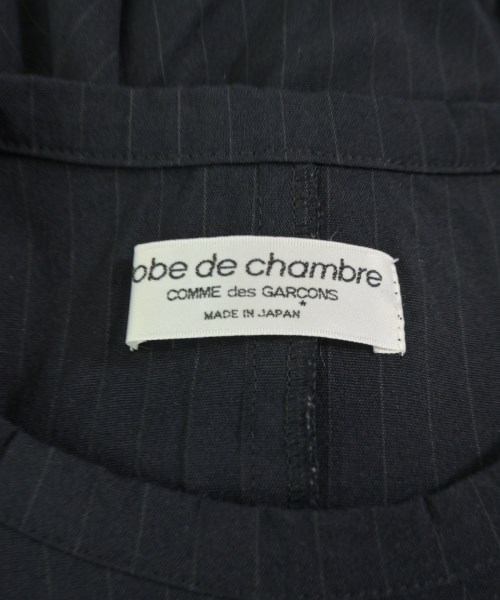 obe de chambre
COMME des GARÇONS
MADE IN JAPAN